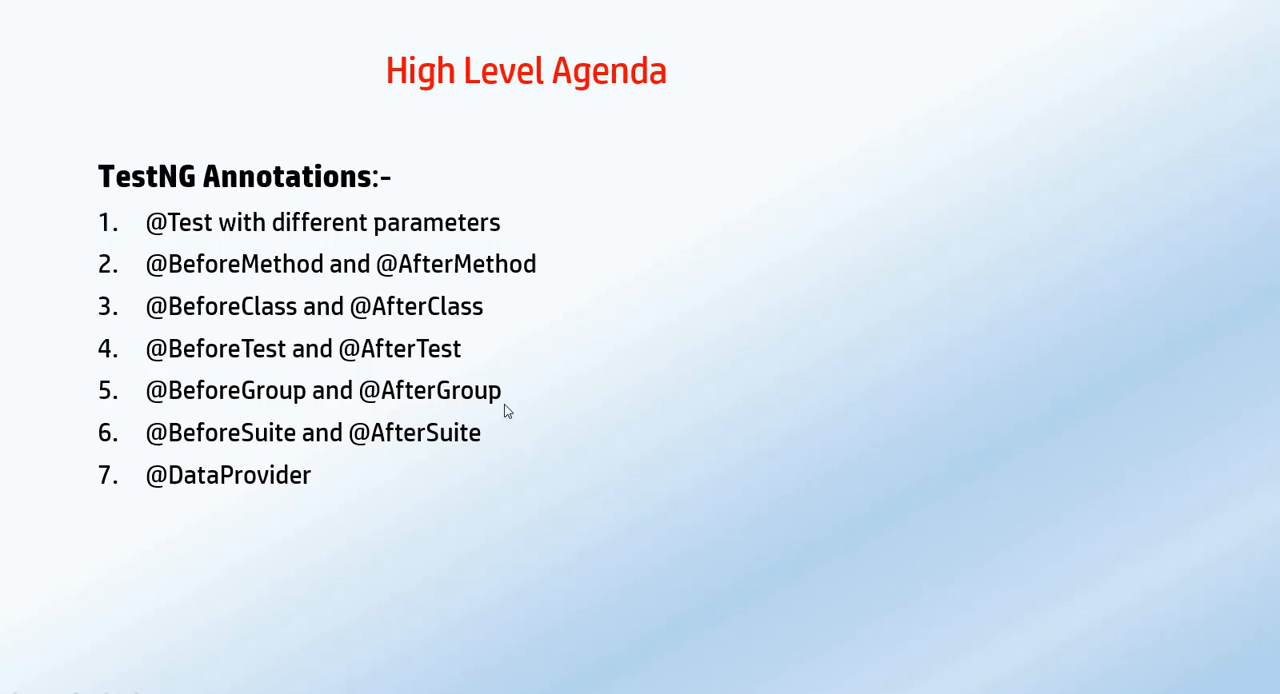 High Level Agenda
TestNG Annotations:-
1. @Test with different parameters
2. @BeforeMethod and @AfterMethod
3. @BeforeClass and @AfterClass
4. @BeforeTest and @AfterTest
5. @BeforeGroup and @AfterGroup
6. @BeforeSuite and @AfterSuite
7. @DataProvider